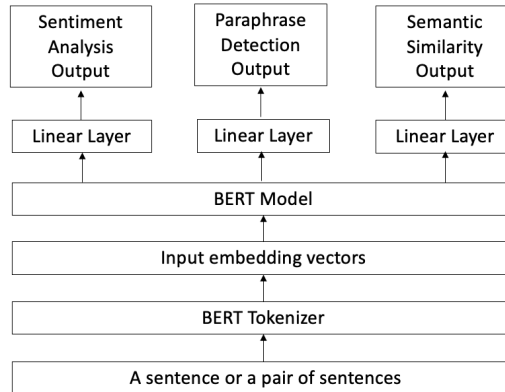 Sentiment
Analysis
Output
Paraphrase
Detection
Output
Semantic
Similarity
Output
Linear Layer
Linear Layer
Linear Layer
BERT Model
Input embedding vectors
BERT Tokenizer
A sentence or a pair of sentences